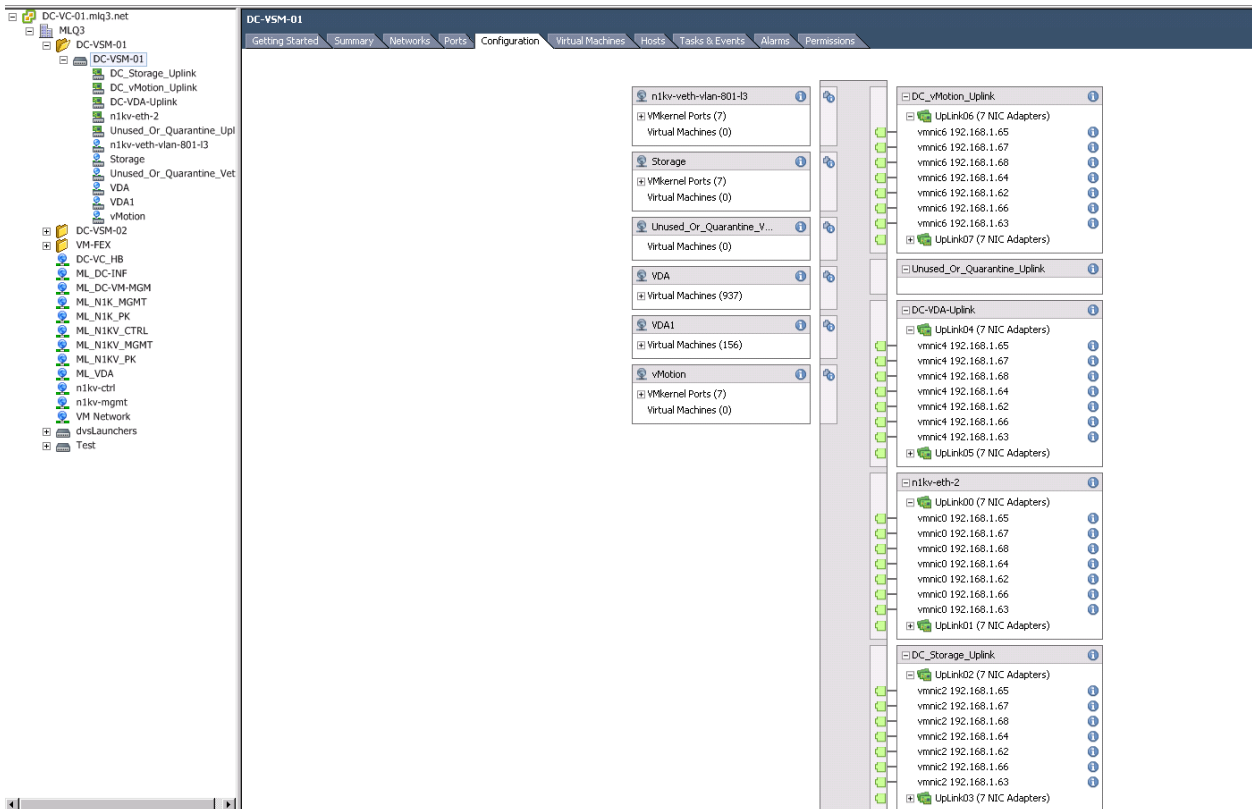 DC-VC-01.mlq3.net
MLQ3
DC-VSM-01
DC-VSM-01
DC_Storage_Uplink
DC_vMotion_Uplink
DC-VDA-Uplink
n1kv-eth-2
Unused_Or_Quarantine_Upl
n1kv-veth-vlan-801-l3
Storage
Unused_Or_Quarantine_Vet
VDA
VDA1
vMotion
DC-VSM-02
VM-FEX
DC-VC_HB
ML_DC-INF
ML_DC-VM-MGM
ML_N1K_MGMT
ML_N1K_PK
ML_N1KV_CTRL
ML_N1KV_MGMT
ML_N1KV_PK
ML_VDA
n1kv-ctrl
n1kv-mgmt
VM Network
dvsLaunchers
Test
DC-VSM-01
Getting Started Summary Networks Ports Configuration Virtual Machines Hosts Tasks & Events Alarms Permissions
n1kv-veth-vlan-801-l3
VMkernel Ports (7)
Virtual Machines (0)
Storage
VMkernel Ports (7)
Virtual Machines (0)
Unused_Or_Quarantine_V...
Virtual Machines (0)
VDA
Virtual Machines (937)
VDA1
Virtual Machines (156)
vMotion
VMkernel Ports (7)
Virtual Machines (0)
DC_vMotion_Uplink
UpLink06 (7 NIC Adapters)
vmnic6 192.168.1.65
vmnic6 192.168.1.67
vmnic6 192.168.1.68
vmnic6 192.168.1.64
vmnic6 192.168.1.62
vmnic6 192.168.1.66
vmnic6 192.168.1.63
UpLink07 (7 NIC Adapters)
Unused_Or_Quarantine_Uplink
DC-VDA-Uplink
UpLink04 (7 NIC Adapters)
vmnic4 192.168.1.65
vmnic4 192.168.1.67
vmnic4 192.168.1.68
vmnic4 192.168.1.64
vmnic4 192.168.1.62
vmnic4 192.168.1.66
vmnic4 192.168.1.63
UpLink05 (7 NIC Adapters)
n1kv-eth-2
UpLink00 (7 NIC Adapters)
vmnic0 192.168.1.65
vmnic0 192.168.1.67
vmnic0 192.168.1.68
vmnic0 192.168.1.64
vmnic0 192.168.1.62
vmnic0 192.168.1.66
vmnic0 192.168.1.63
UpLink01 (7 NIC Adapters)
DC_Storage_Uplink
UpLink02 (7 NIC Adapters)
vmnic2 192.168.1.65
vmnic2 192.168.1.67
vmnic2 192.168.1.68
vmnic2 192.168.1.64
vmnic2 192.168.1.62
vmnic2 192.168.1.66
vmnic2 192.168.1.63
UpLink03 (7 NIC Adapters)